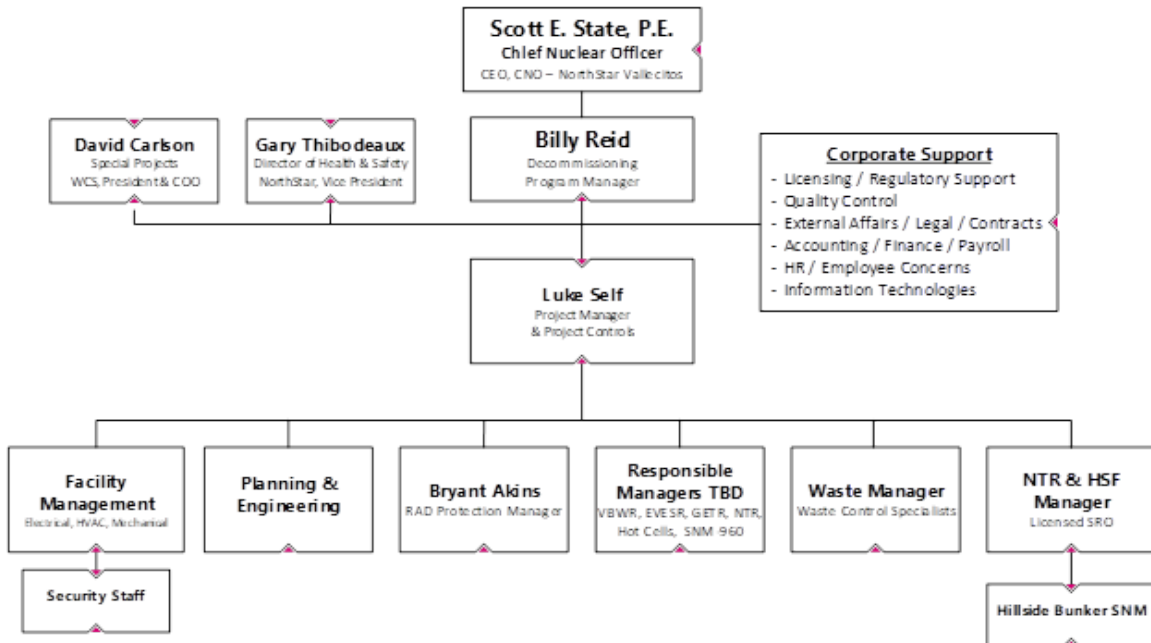 Scott E. State, P.E.
Chief Nuclear Officer
CEO, CNO – NorthStar Vallecitos
David Carlson
Special Projects
WCS, President & COO
Gary Thibodeaux
Director of Health & Safety
NorthStar, Vice President
Billy Reid
Decommissioning
Program Manager
Corporate Support
- Licensing / Regulatory Support
- Quality Control
- External Affairs / Legal / Contracts
- Accounting / Finance / Payroll
- HR / Employee Concerns
- Information Technologies
Luke Self
Project Manager
& Project Controls
Facility
Management
Electrical, HVAC, Mechanical
Planning &
Engineering
Bryant Akins
RAD Protection Manager
Responsible
Managers TBD
VBWR, EVESR, GETR, NTR,
Hot Cells, SNM-960
Waste Manager
Waste Control Specialists
NTR & HSF
Manager
Licensed SRO
Security Staff
Hillside Bunker SNM